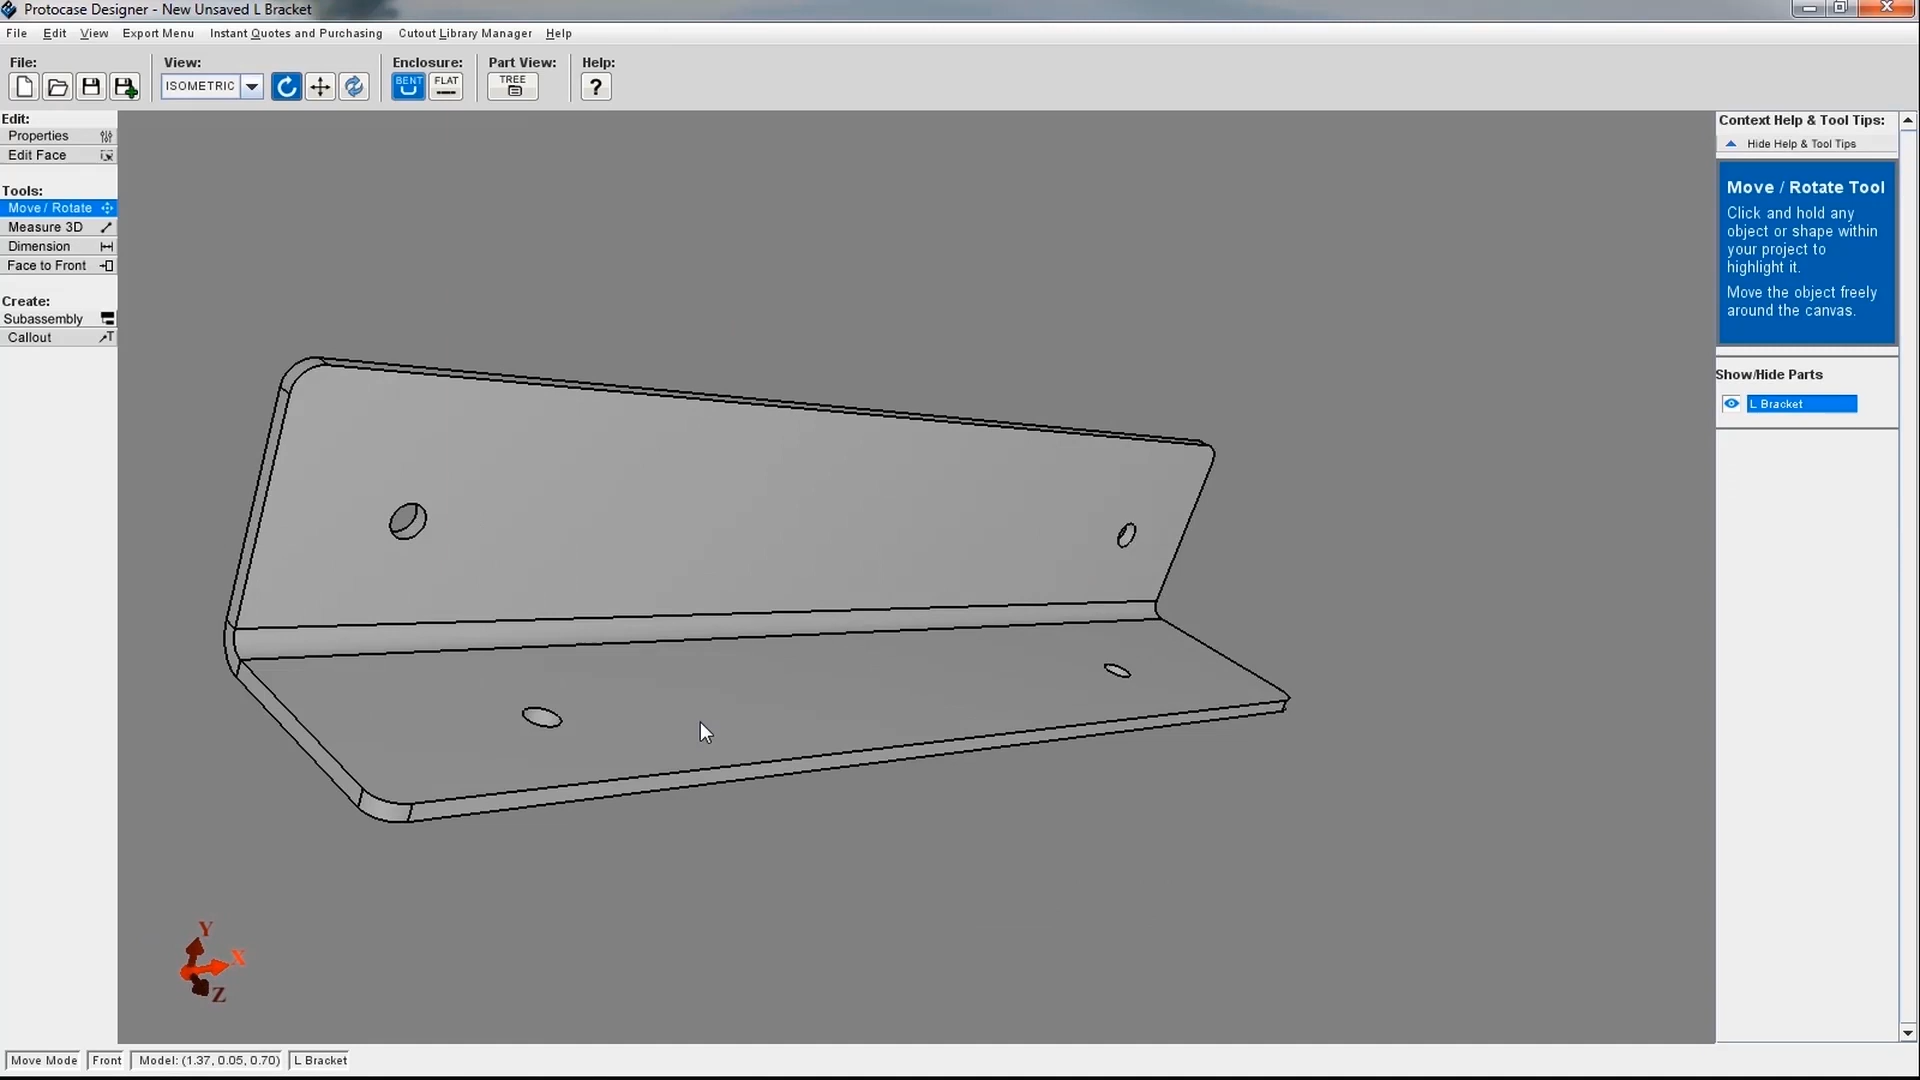 Protocase Designer - New Unsaved L Bracket
File Edit View Export Menu Instant Quotes and Purchasing Cutout Library Manager Help
File: View: Enclosure: Part View: Help:
ISOMETRIC BENT FLAT TREE ?
Edit:
Properties
Edit Face
Tools:
Move / Rotate
Measure 3D
Dimension
Face to Front
Create:
Subassembly
Callout
Context Help & Tool Tips:
Hide Help & Tool Tips
Move / Rotate Tool
Click and hold any
object or shape within
your project to
highlight it.
Move the object freely
around the canvas.
Show/Hide Parts
L Bracket
Y
X
Z
Move Mode Front Model: (1.37, 0.05, 0.70) L Bracket